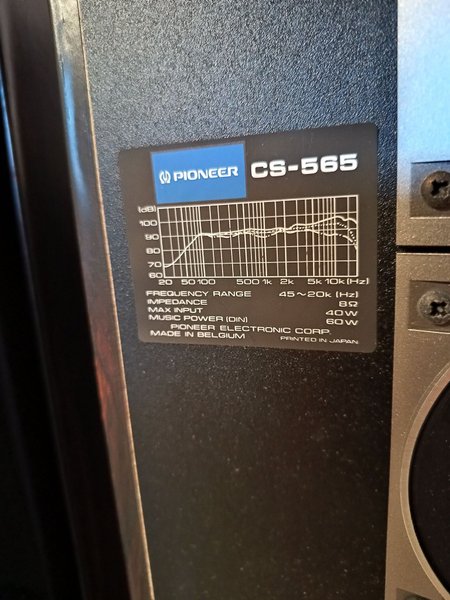 PIONEER CS-565
(dB)
100
90
80
70
60
20 50 100 500 1k 2k 5k 10k (Hz)
FREQUENCY RANGE 45~20k (Hz)
IMPEDANCE 8Ω
MAX INPUT 40W
MUSIC POWER (DIN) 60W
PIONEER ELECTRONIC CORP.
MADE IN BELGIUM PRINTED IN JAPAN